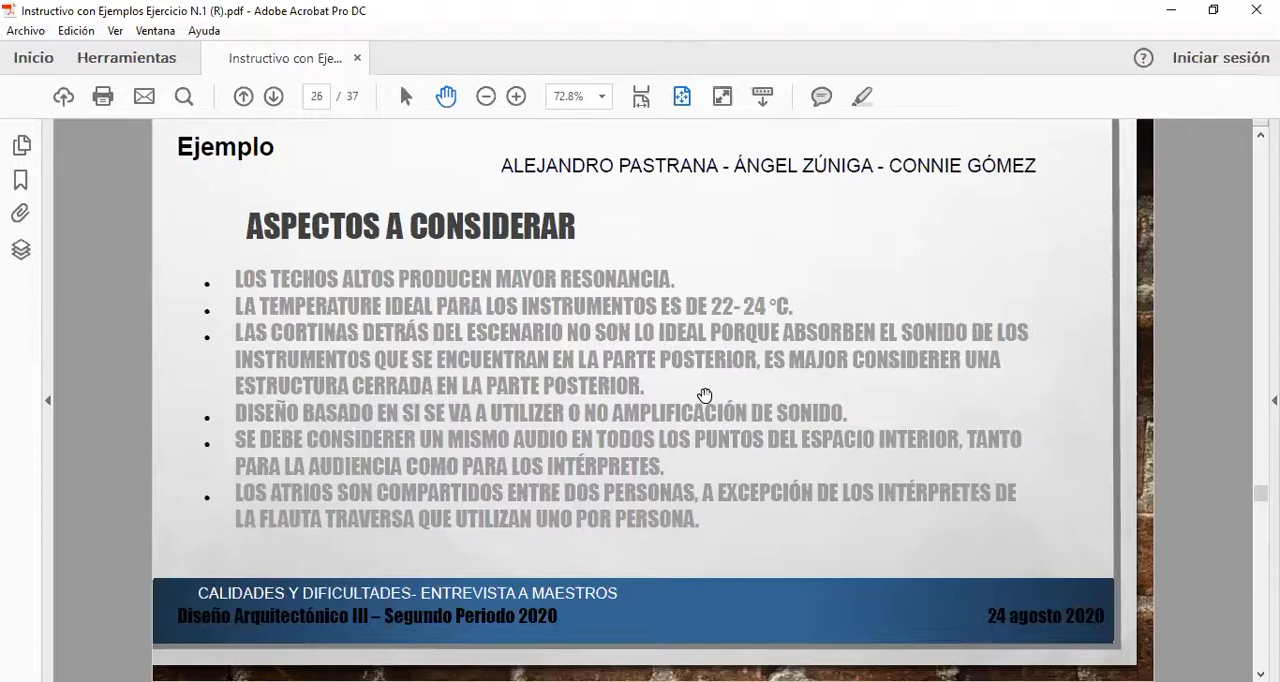 Instructivo con Ejemplos Ejercicio N.1 (R).pdf - Adobe Acrobat Pro DC
Archivo Edición Ver Ventana Ayuda
Inicio Herramientas Instructivo con Eje... × Iniciar sesión
26 / 37 72.8%
Ejemplo
ALEJANDRO PASTRANA - ÁNGEL ZÚNIGA - CONNIE GÓMEZ
ASPECTOS A CONSIDERAR
• LOS TECHOS ALTOS PRODUCEN MAYOR RESONANCIA.
• LA TEMPERATURE IDEAL PARA LOS INSTRUMENTOS ES DE 22- 24 °C.
• LAS CORTINAS DETRÁS DEL ESCENARIO NO SON LO IDEAL PORQUE ABSORBEN EL SONIDO DE LOS
INSTRUMENTOS QUE SE ENCUENTRAN EN LA PARTE POSTERIOR, ES MAJOR CONSIDERER UNA
ESTRUCTURA CERRADA EN LA PARTE POSTERIOR.
• DISEÑO BASADO EN SI SE VA A UTILIZER O NO AMPLIFICACIÓN DE SONIDO.
• SE DEBE CONSIDERER UN MISMO AUDIO EN TODOS LOS PUNTOS DEL ESPACIO INTERIOR, TANTO
PARA LA AUDIENCIA COMO PARA LOS INTÉRPRETES.
• LOS ATRIOS SON COMPARTIDOS ENTRE DOS PERSONAS, A EXCEPCIÓN DE LOS INTÉRPRETES DE
LA FLAUTA TRAVERSA QUE UTILIZAN UNO POR PERSONA.
CALIDADES Y DIFICULTADES- ENTREVISTA A MAESTROS
Diseño Arquitectónico III – Segundo Periodo 2020 24 agosto 2020